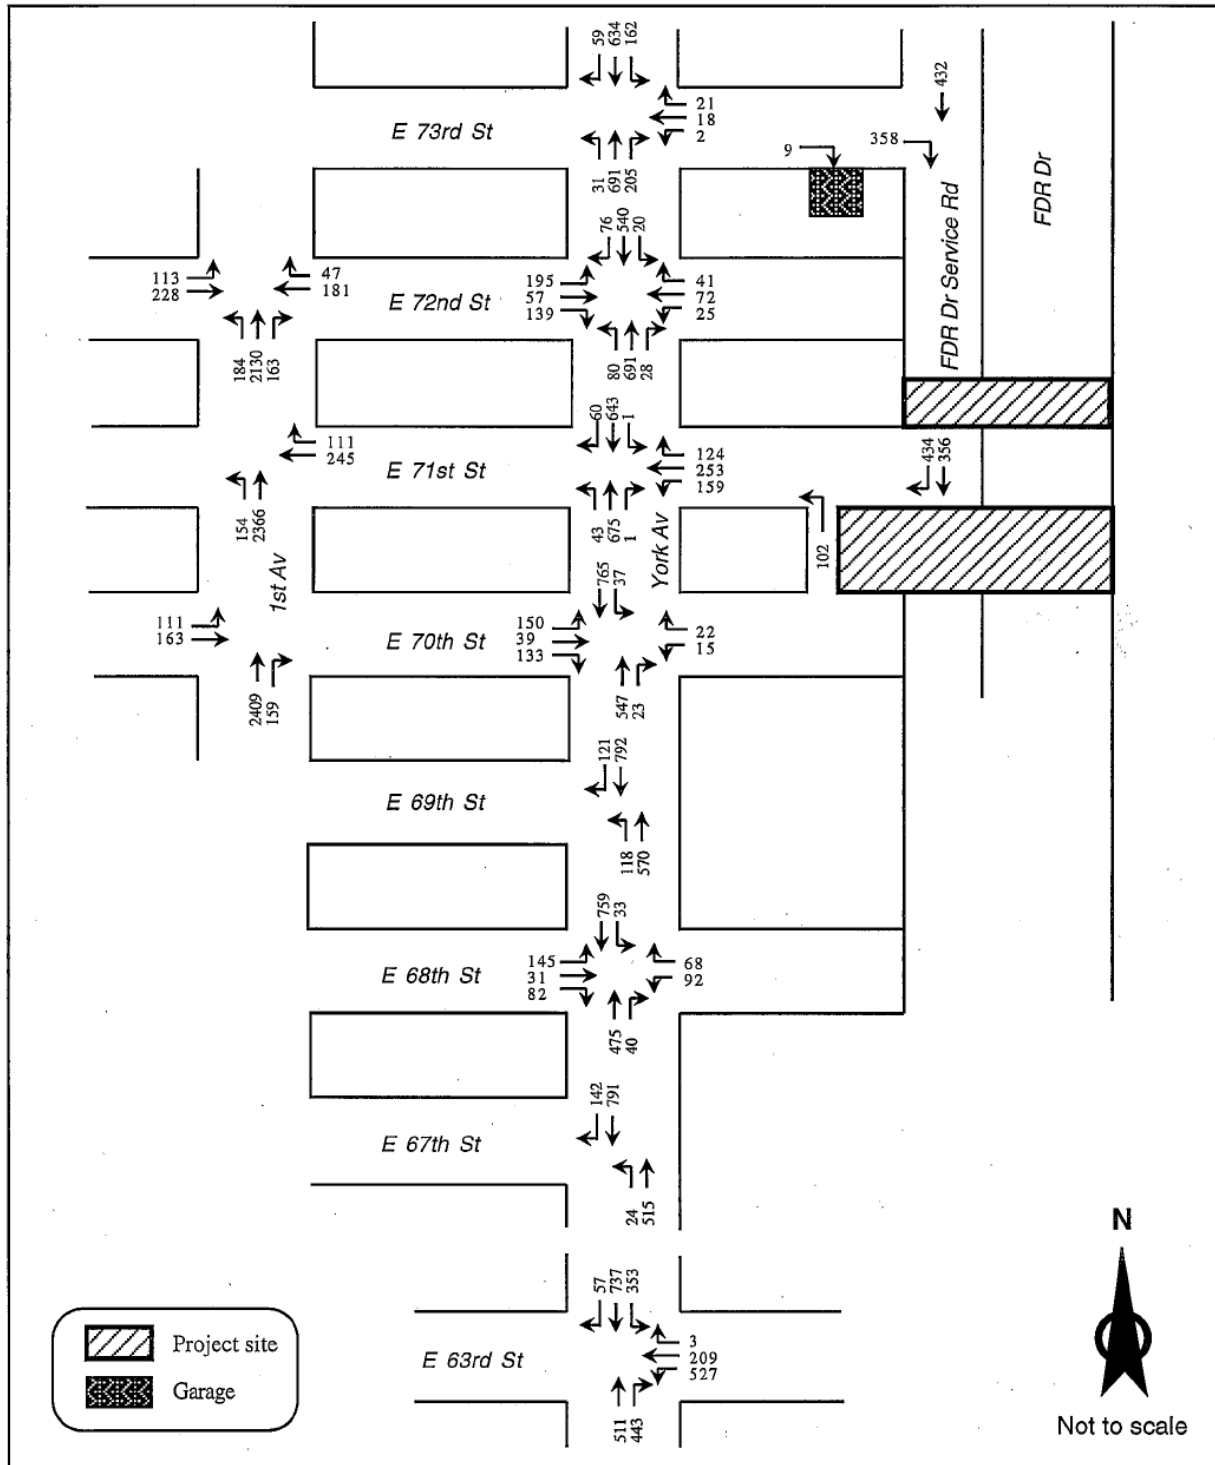 59 634 162
432
21
18
2
E 73rd St
358
9
31 691 205
FDR Dr Service Rd
FDR Dr
76 540 20
113
228
47
181
E 72nd St
195
57
139
41
72
25
184 2130 163
80 691 28
60 643 1
111
245
E 71st St
124
253
159
434 356
154 2366
43 675 1
York Av
102
1st Av
765 37
111
163
E 70th St
150
39
133
22
15
2409 159
547 23
121 792
E 69th St
118 570
759 33
E 68th St
145
31
82
68
92
475 40
142 791
E 67th St
24 515
N
57 737 353
Project site
Garage
E 63rd St
3
209
527
511 443
Not to scale